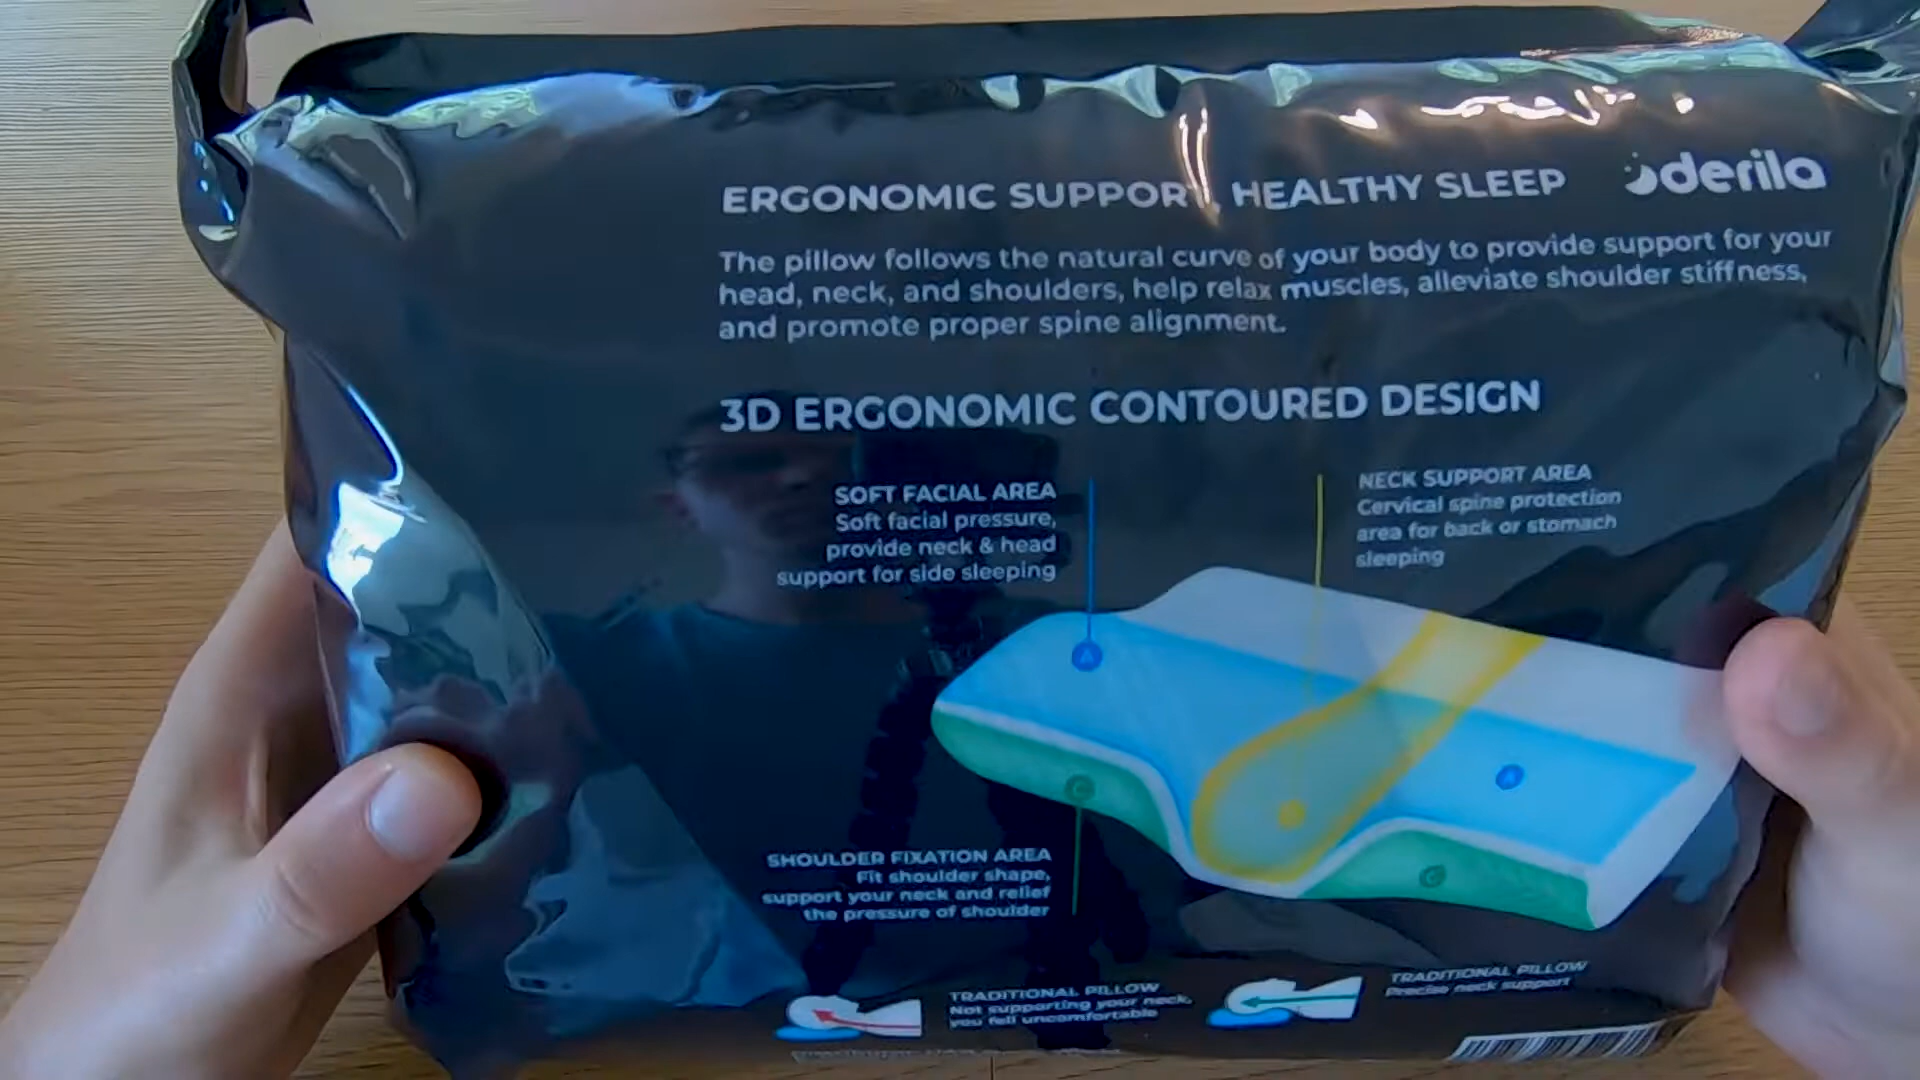 ERGONOMIC SUPPORT, HEALTHY SLEEP
derila
The pillow follows the natural curve of your body to provide support for your
head, neck, and shoulders, help relax muscles, alleviate shoulder stiffness,
and promote proper spine alignment.
3D ERGONOMIC CONTOURED DESIGN
SOFT FACIAL AREA
Soft facial pressure,
provide neck & head
support for side sleeping
NECK SUPPORT AREA
Cervical spine protection
area for back or stomach
sleeping
A
A
C
C
SHOULDER FIXATION AREA
Fit shoulder shape,
support your neck and relief
the pressure of shoulder
TRADITIONAL PILLOW
Not supporting your neck,
you fell uncomfortable
TRADITIONAL PILLOW
Precise neck support